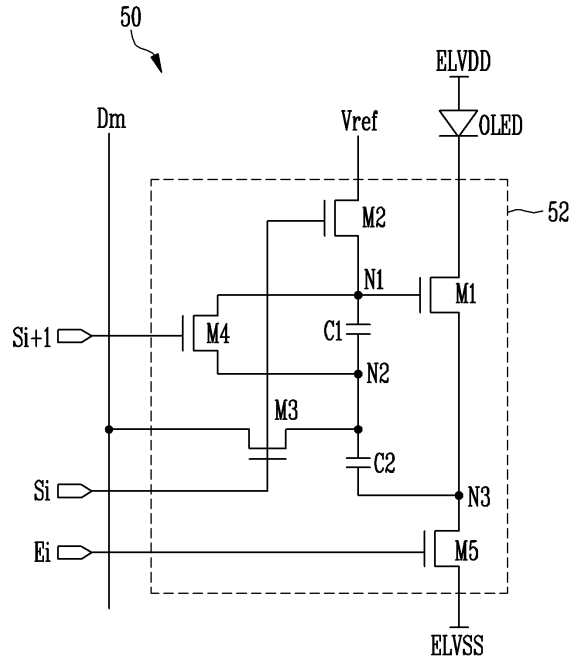 50
ELVDD
Dm
Vref
OLED
52
M2
N1
M1
Si+1
M4
C1
N2
M3
C2
Si
N3
Ei
M5
ELVSS